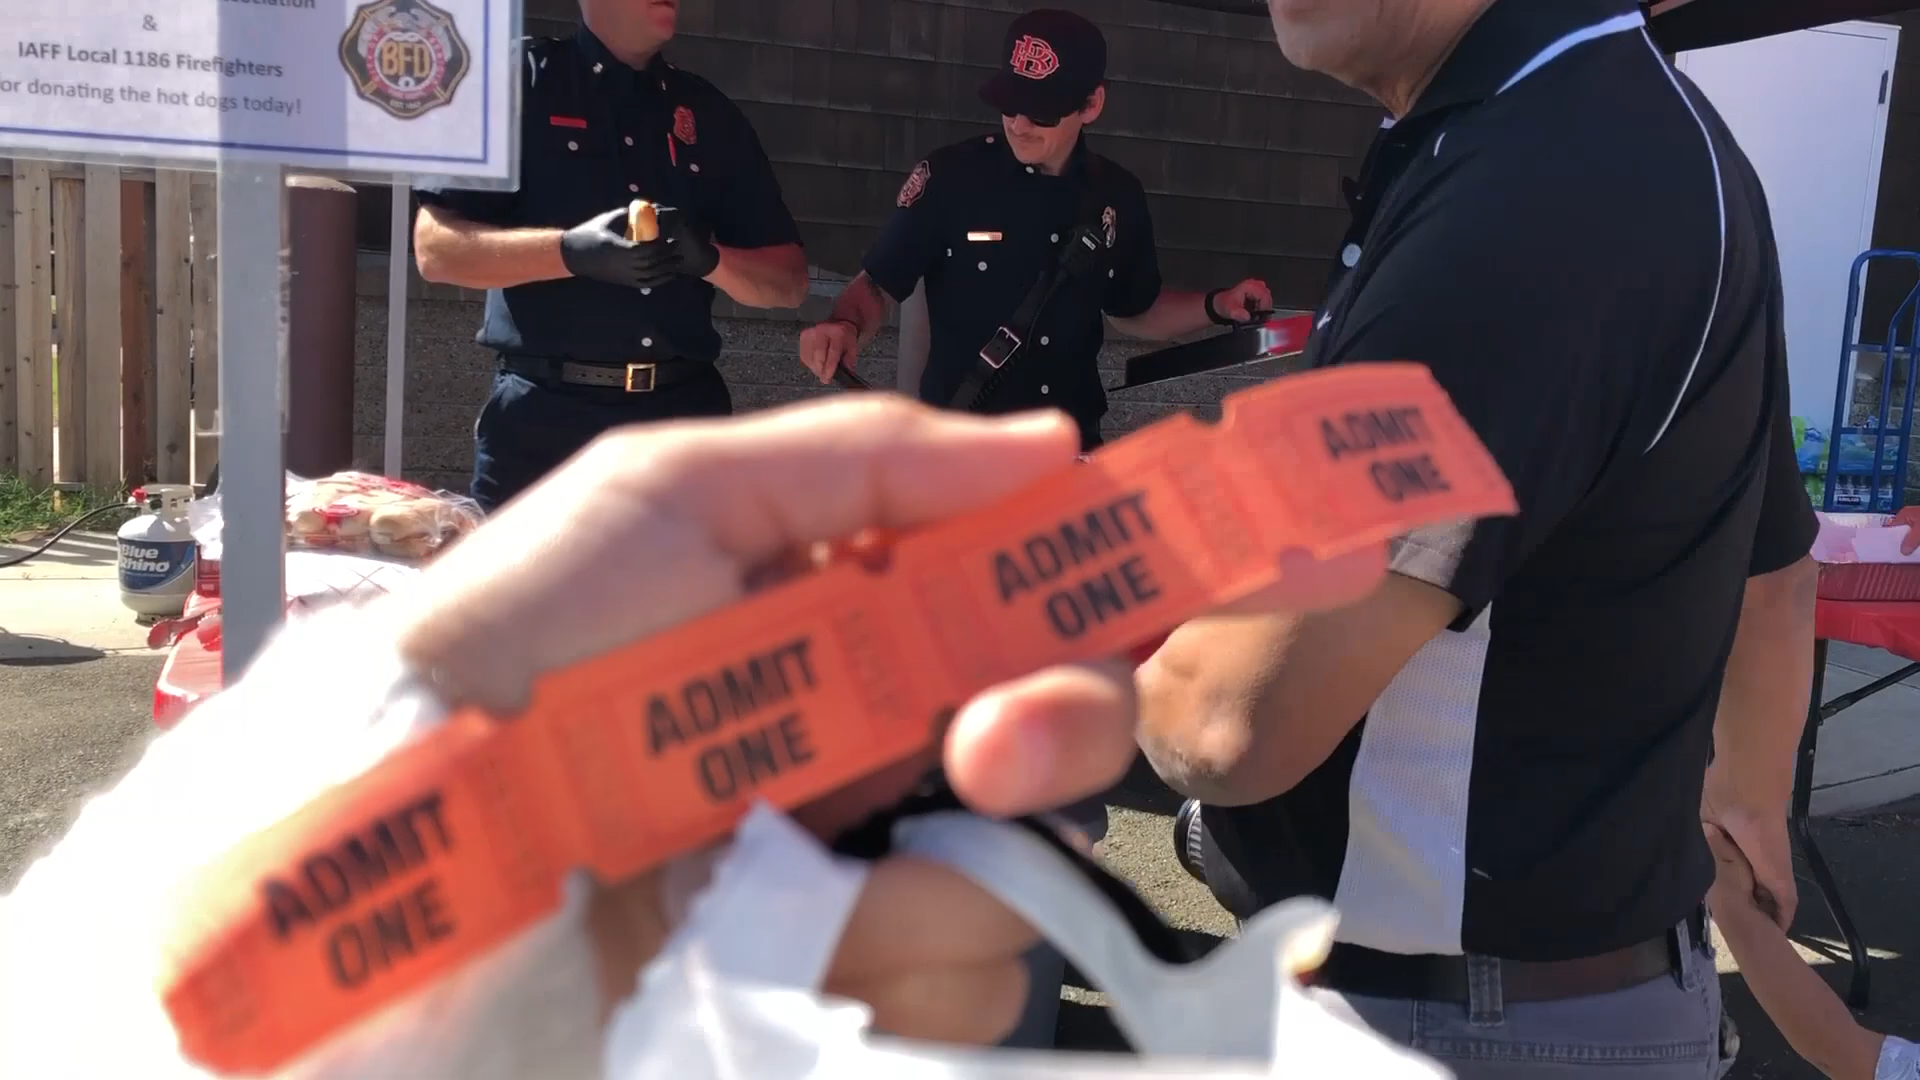 &
IAFF Local 1186 Firefighters
or donating the hot dogs today!
BFD
BD
Blue
Rhino
ADMIT
ONE
ADMIT
ONE
ADMIT
ONE
ADMIT
ONE